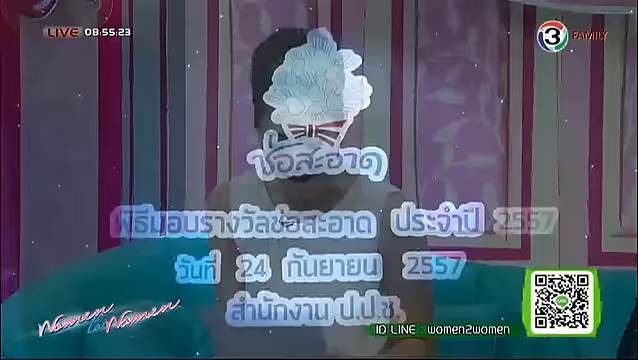 LIVE 08:55:23
3 FAMILY
ช่อสะอาด
พิธีมอบรางวัลช่อสะอาด ประจำปี 2557
วันที่ 24 กันยายน 2557
สำนักงาน ป.ป.ช.
Women to Women
ID LINE : women2women